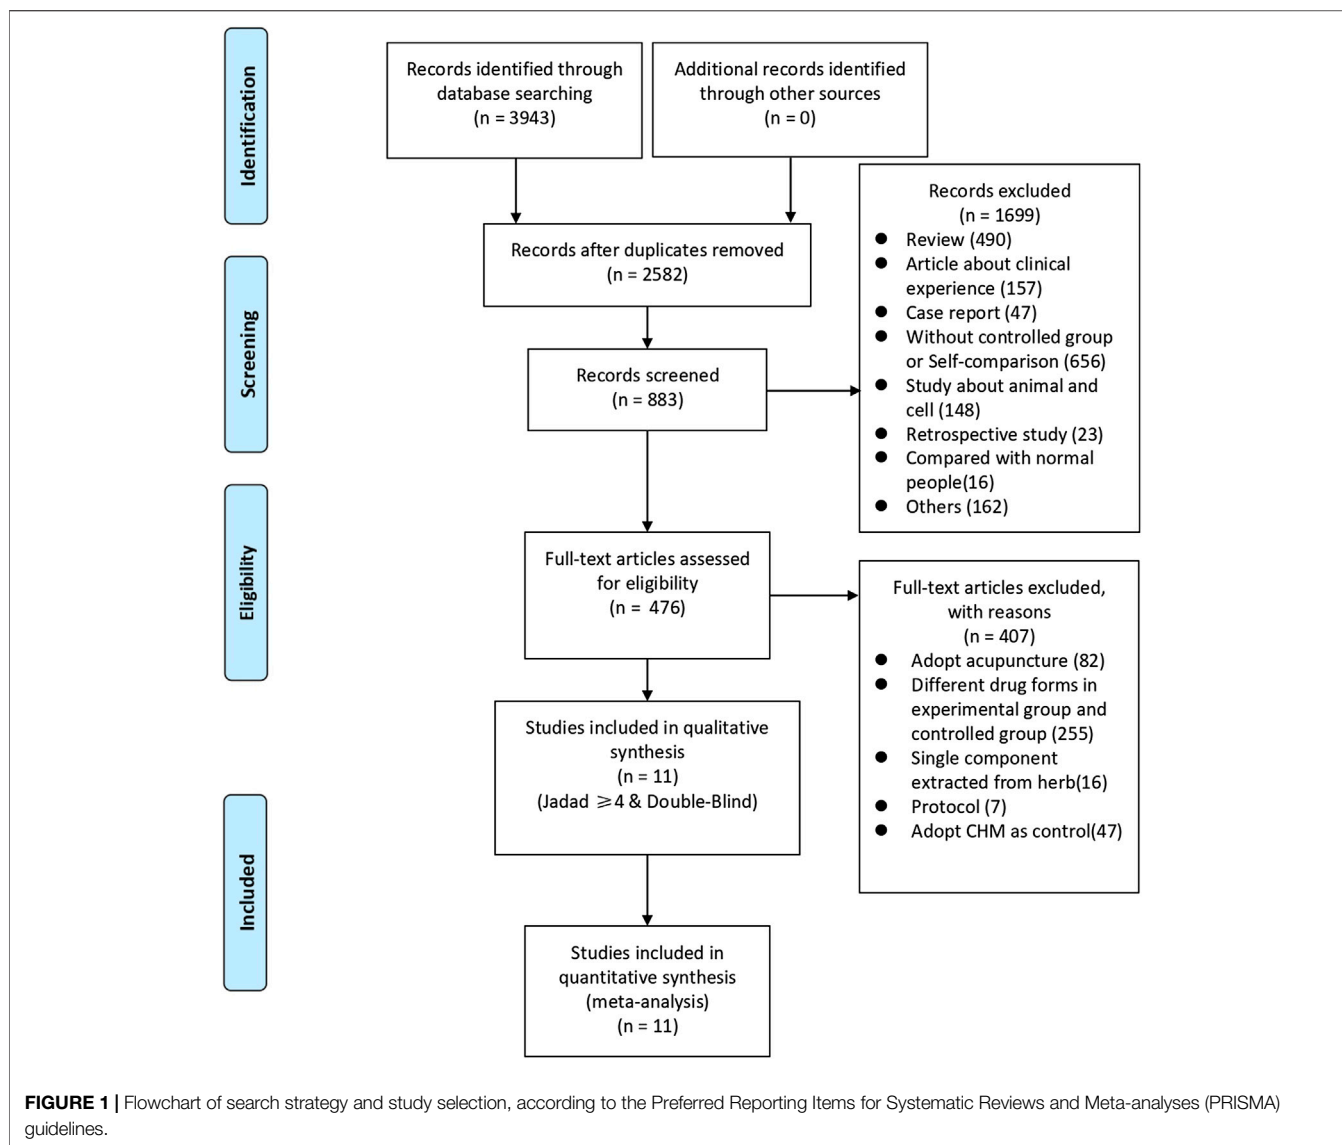 Identification
Records identified through
database searching
(n = 3943)
Additional records identified
through other sources
(n = 0)
Records after duplicates removed
(n = 2582)
Screening
Records screened
(n = 883)
Records excluded
(n = 1699)
● Review (490)
● Article about clinical
experience (157)
● Case report (47)
● Without controlled group
or Self-comparison (656)
● Study about animal and
cell (148)
● Retrospective study (23)
● Compared with normal
people(16)
● Others (162)
Eligibility
Full-text articles assessed
for eligibility
(n = 476)
Full-text articles excluded,
with reasons
(n = 407)
● Adopt acupuncture (82)
● Different drug forms in
experimental group and
controlled group (255)
● Single component
extracted from herb(16)
● Protocol (7)
● Adopt CHM as control(47)
Studies included in qualitative
synthesis
(n = 11)
(Jadad ⩾4 & Double-Blind)
Included
Studies included in
quantitative synthesis
(meta-analysis)
(n = 11)
FIGURE 1 | Flowchart of search strategy and study selection, according to the Preferred Reporting Items for Systematic Reviews and Meta-analyses (PRISMA)
guidelines.